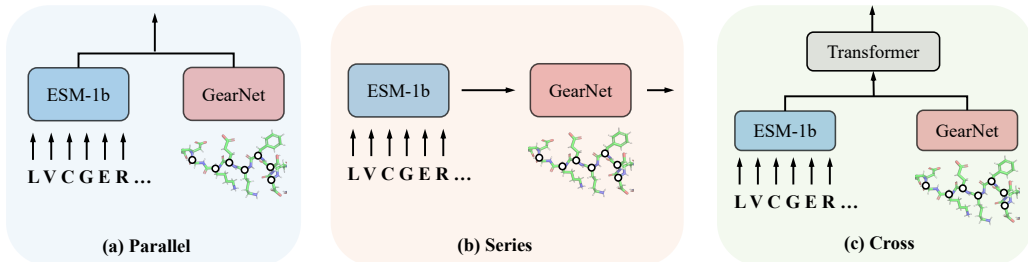 ESM-1b
GearNet
L V C G E R ...
(a) Parallel
ESM-1b
GearNet
L V C G E R ...
(b) Series
Transformer
ESM-1b
GearNet
L V C G E R ...
(c) Cross